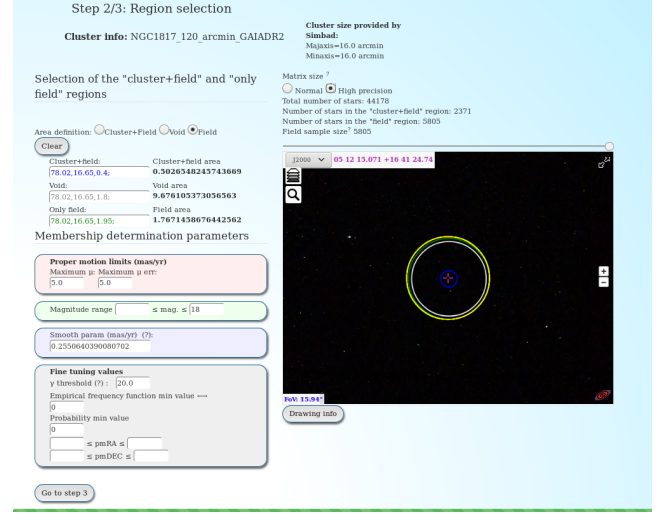 Step 2/3: Region selection
Cluster info: NGC1817_120_arcmin_GAIADR2
Cluster size provided by
Simbad:
Majaxis=16.0 arcmin
Minaxis=16.0 arcmin
Selection of the "cluster+field" and "only
field" regions
Area definition: Cluster+Field Void Field
Clear
Cluster+field: Cluster+field area
78.02,16.65,0.4; 0.5026548245743669
Void: Void area
78.02,16.65,1.8; 9.676105373056563
Only field: Field area
78.02,16.65,1.95; 1.7671458676442562
Membership determination parameters
Proper motion limits (mas/yr)
Maximum μ: Maximum μ err:
5.0 5.0
Magnitude range ≤ mag. ≤ 18
Smooth param (mas/yr) (?):
0.2550640390080702
Fine tuning values
γ threshold (?) : 20.0
Empirical frequency function min value ⟷
0
Probability min value
0
≤ pmRA ≤
≤ pmDEC ≤
Go to step 3
Matrix size ?
Normal High precision
Total number of stars: 44178
Number of stars in the "cluster+field" region: 2371
Number of stars in the "field" region: 5805
Field sample size? 5805
J2000 05 12 15.071 +16 41 24.74
+
−
FoV: 15.94°
Drawing info